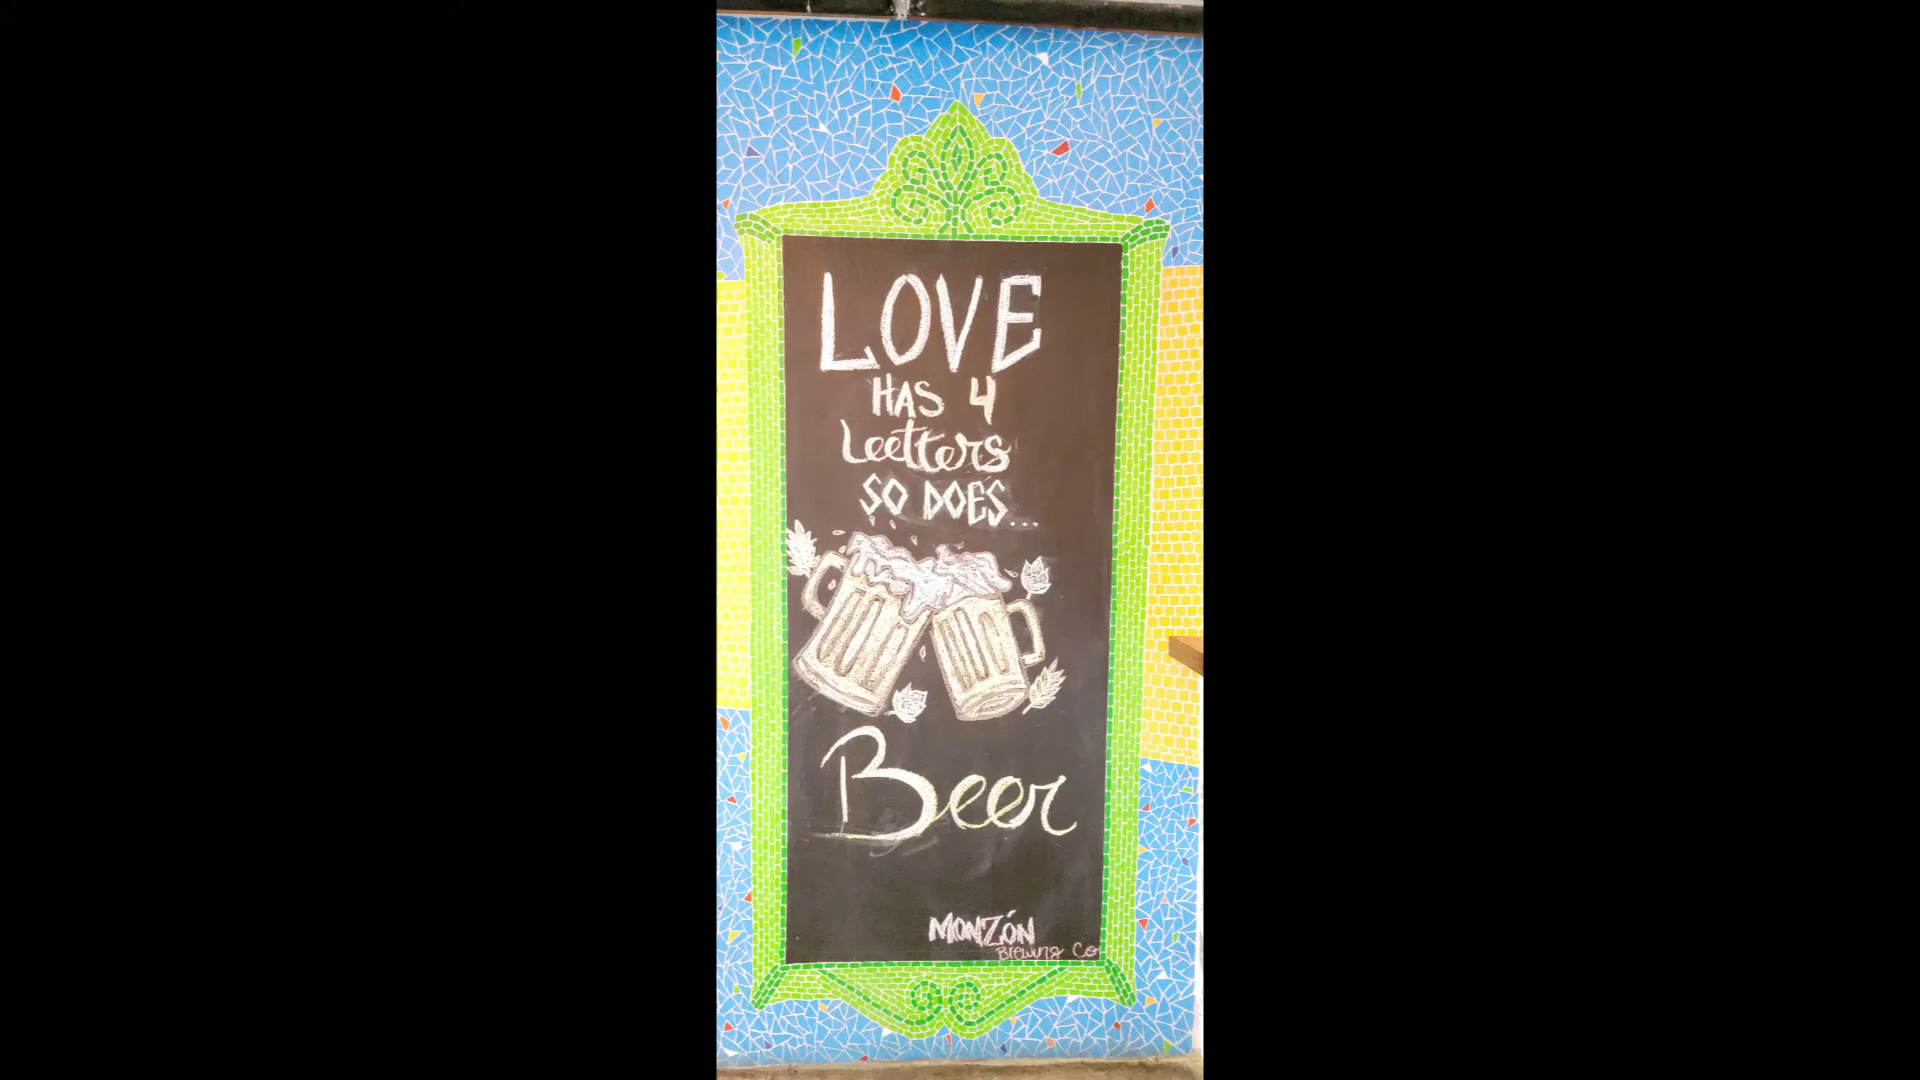 LOVE
HAS 4
Leetters
SO DOES...
Beer
MONZÓN
Brewing Co